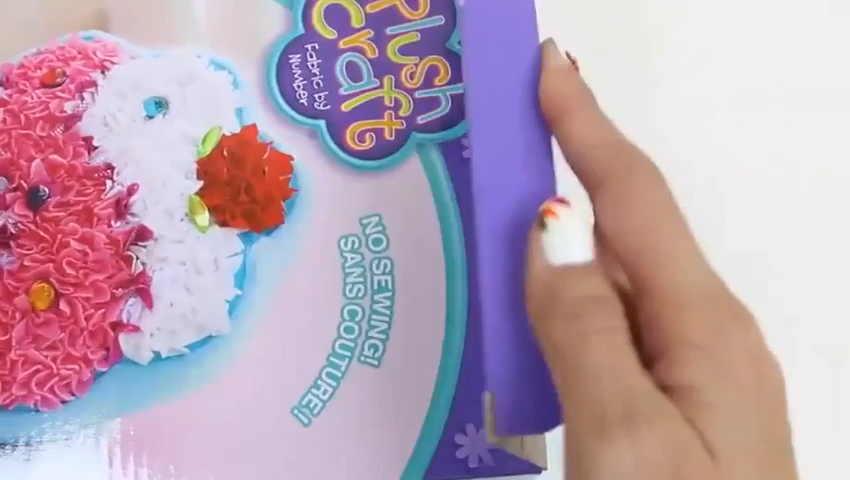 Plush
Craft
Fabric by
Number
NO SEWING!
SANS COUTURE!